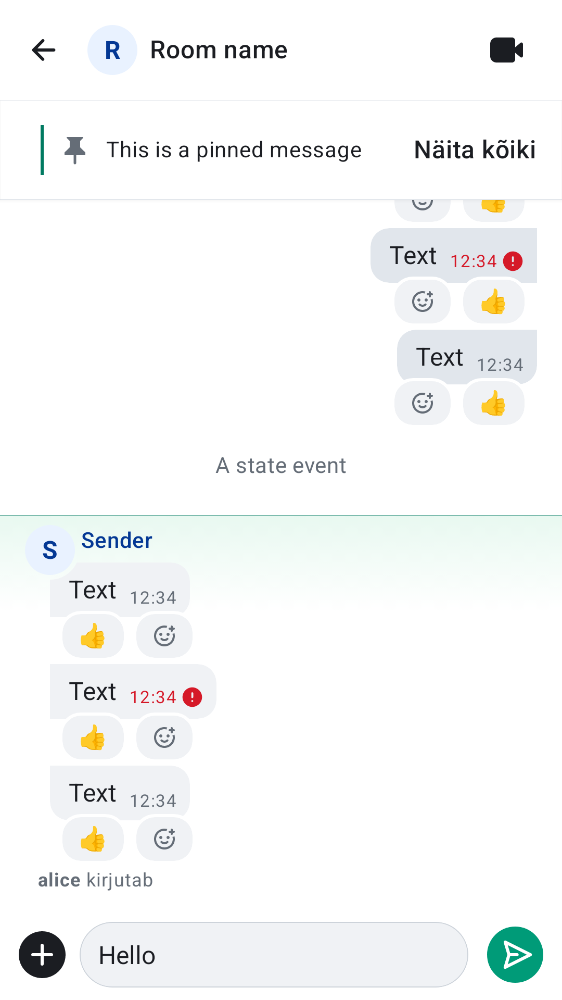 R Room name
This is a pinned message Näita kõiki
Text 12:34
Text 12:34
A state event
S Sender
Text 12:34
Text 12:34
Text 12:34
alice kirjutab
Hello